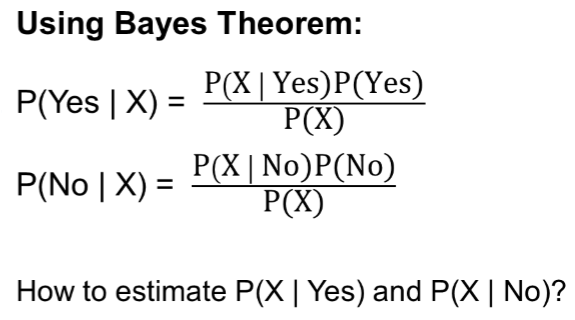 Using Bayes Theorem:
P(Yes | X) = P(X | Yes)P(Yes)
P(X)
P(No | X) = P(X | No)P(No)
P(X)
How to estimate P(X | Yes) and P(X | No)?